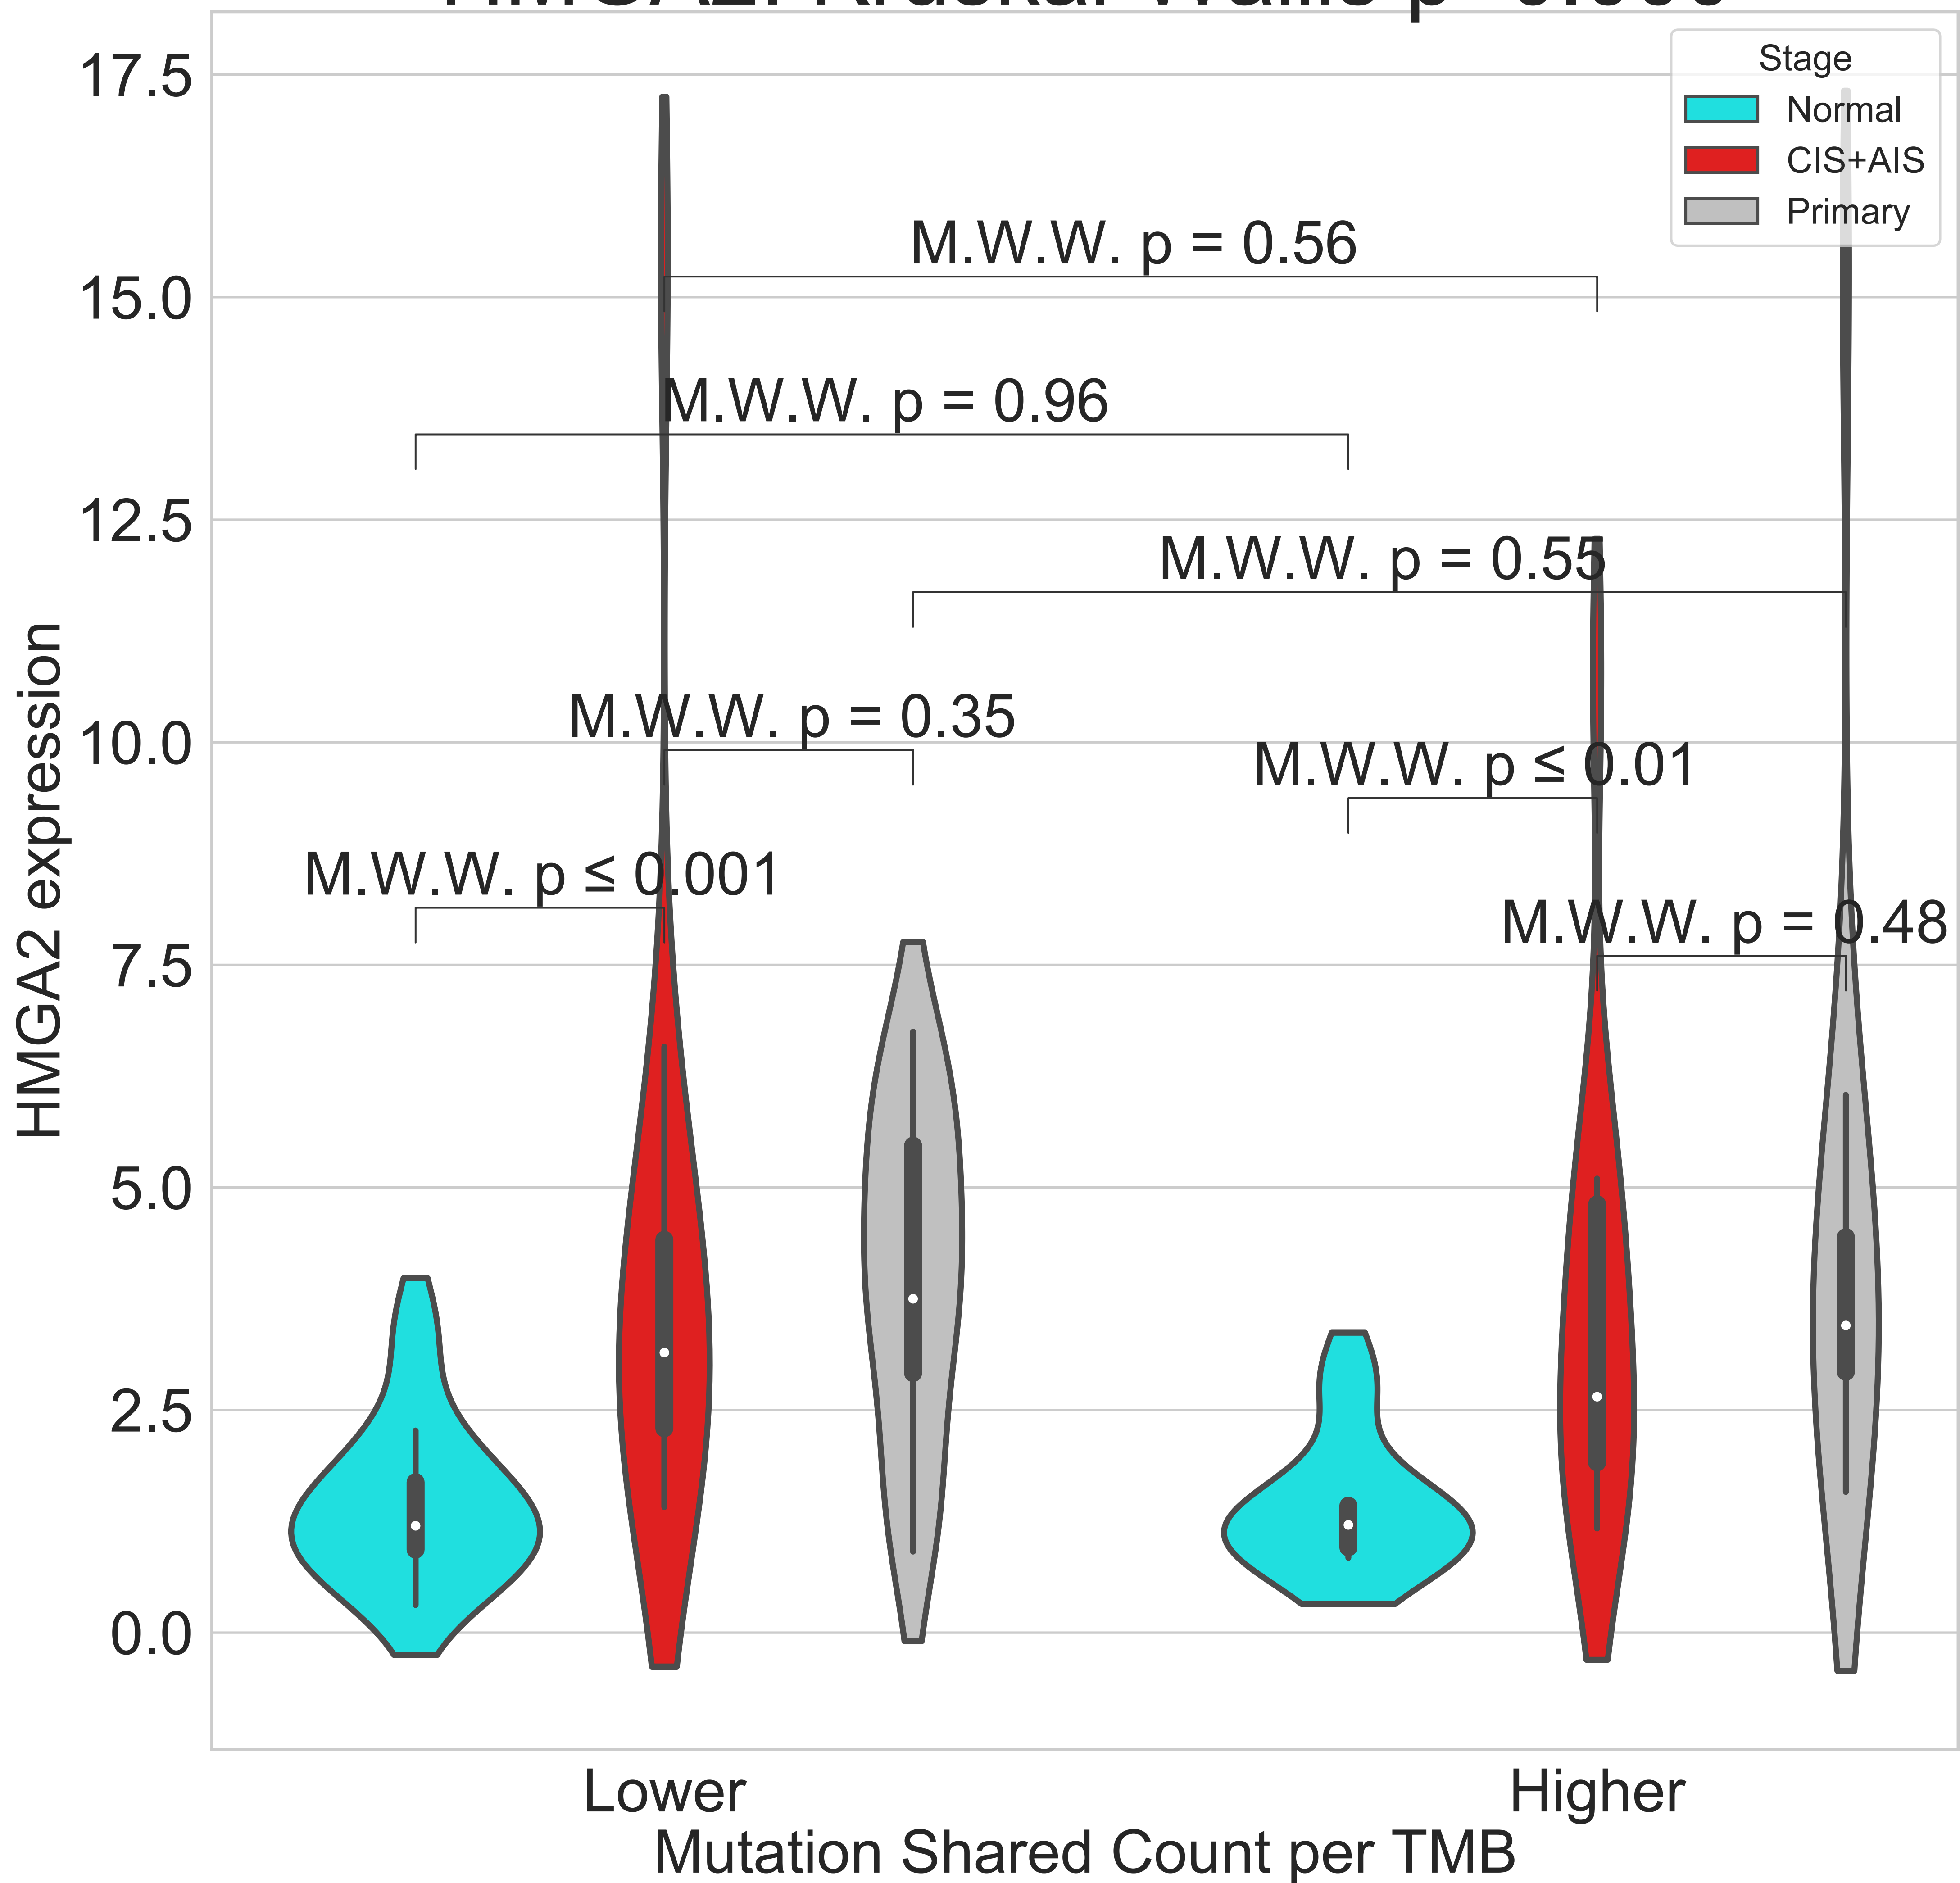 17.5
15.0
12.5
10.0
7.5
5.0
2.5
0.0
HMGA2 expression
Stage
Normal
CIS+AIS
Primary
M.W.W. p = 0.56
M.W.W. p = 0.96
M.W.W. p = 0.55
M.W.W. p = 0.35
M.W.W. p ≤ 0.01
M.W.W. p ≤ 0.001
M.W.W. p = 0.48
Lower
Higher
Mutation Shared Count per TMB